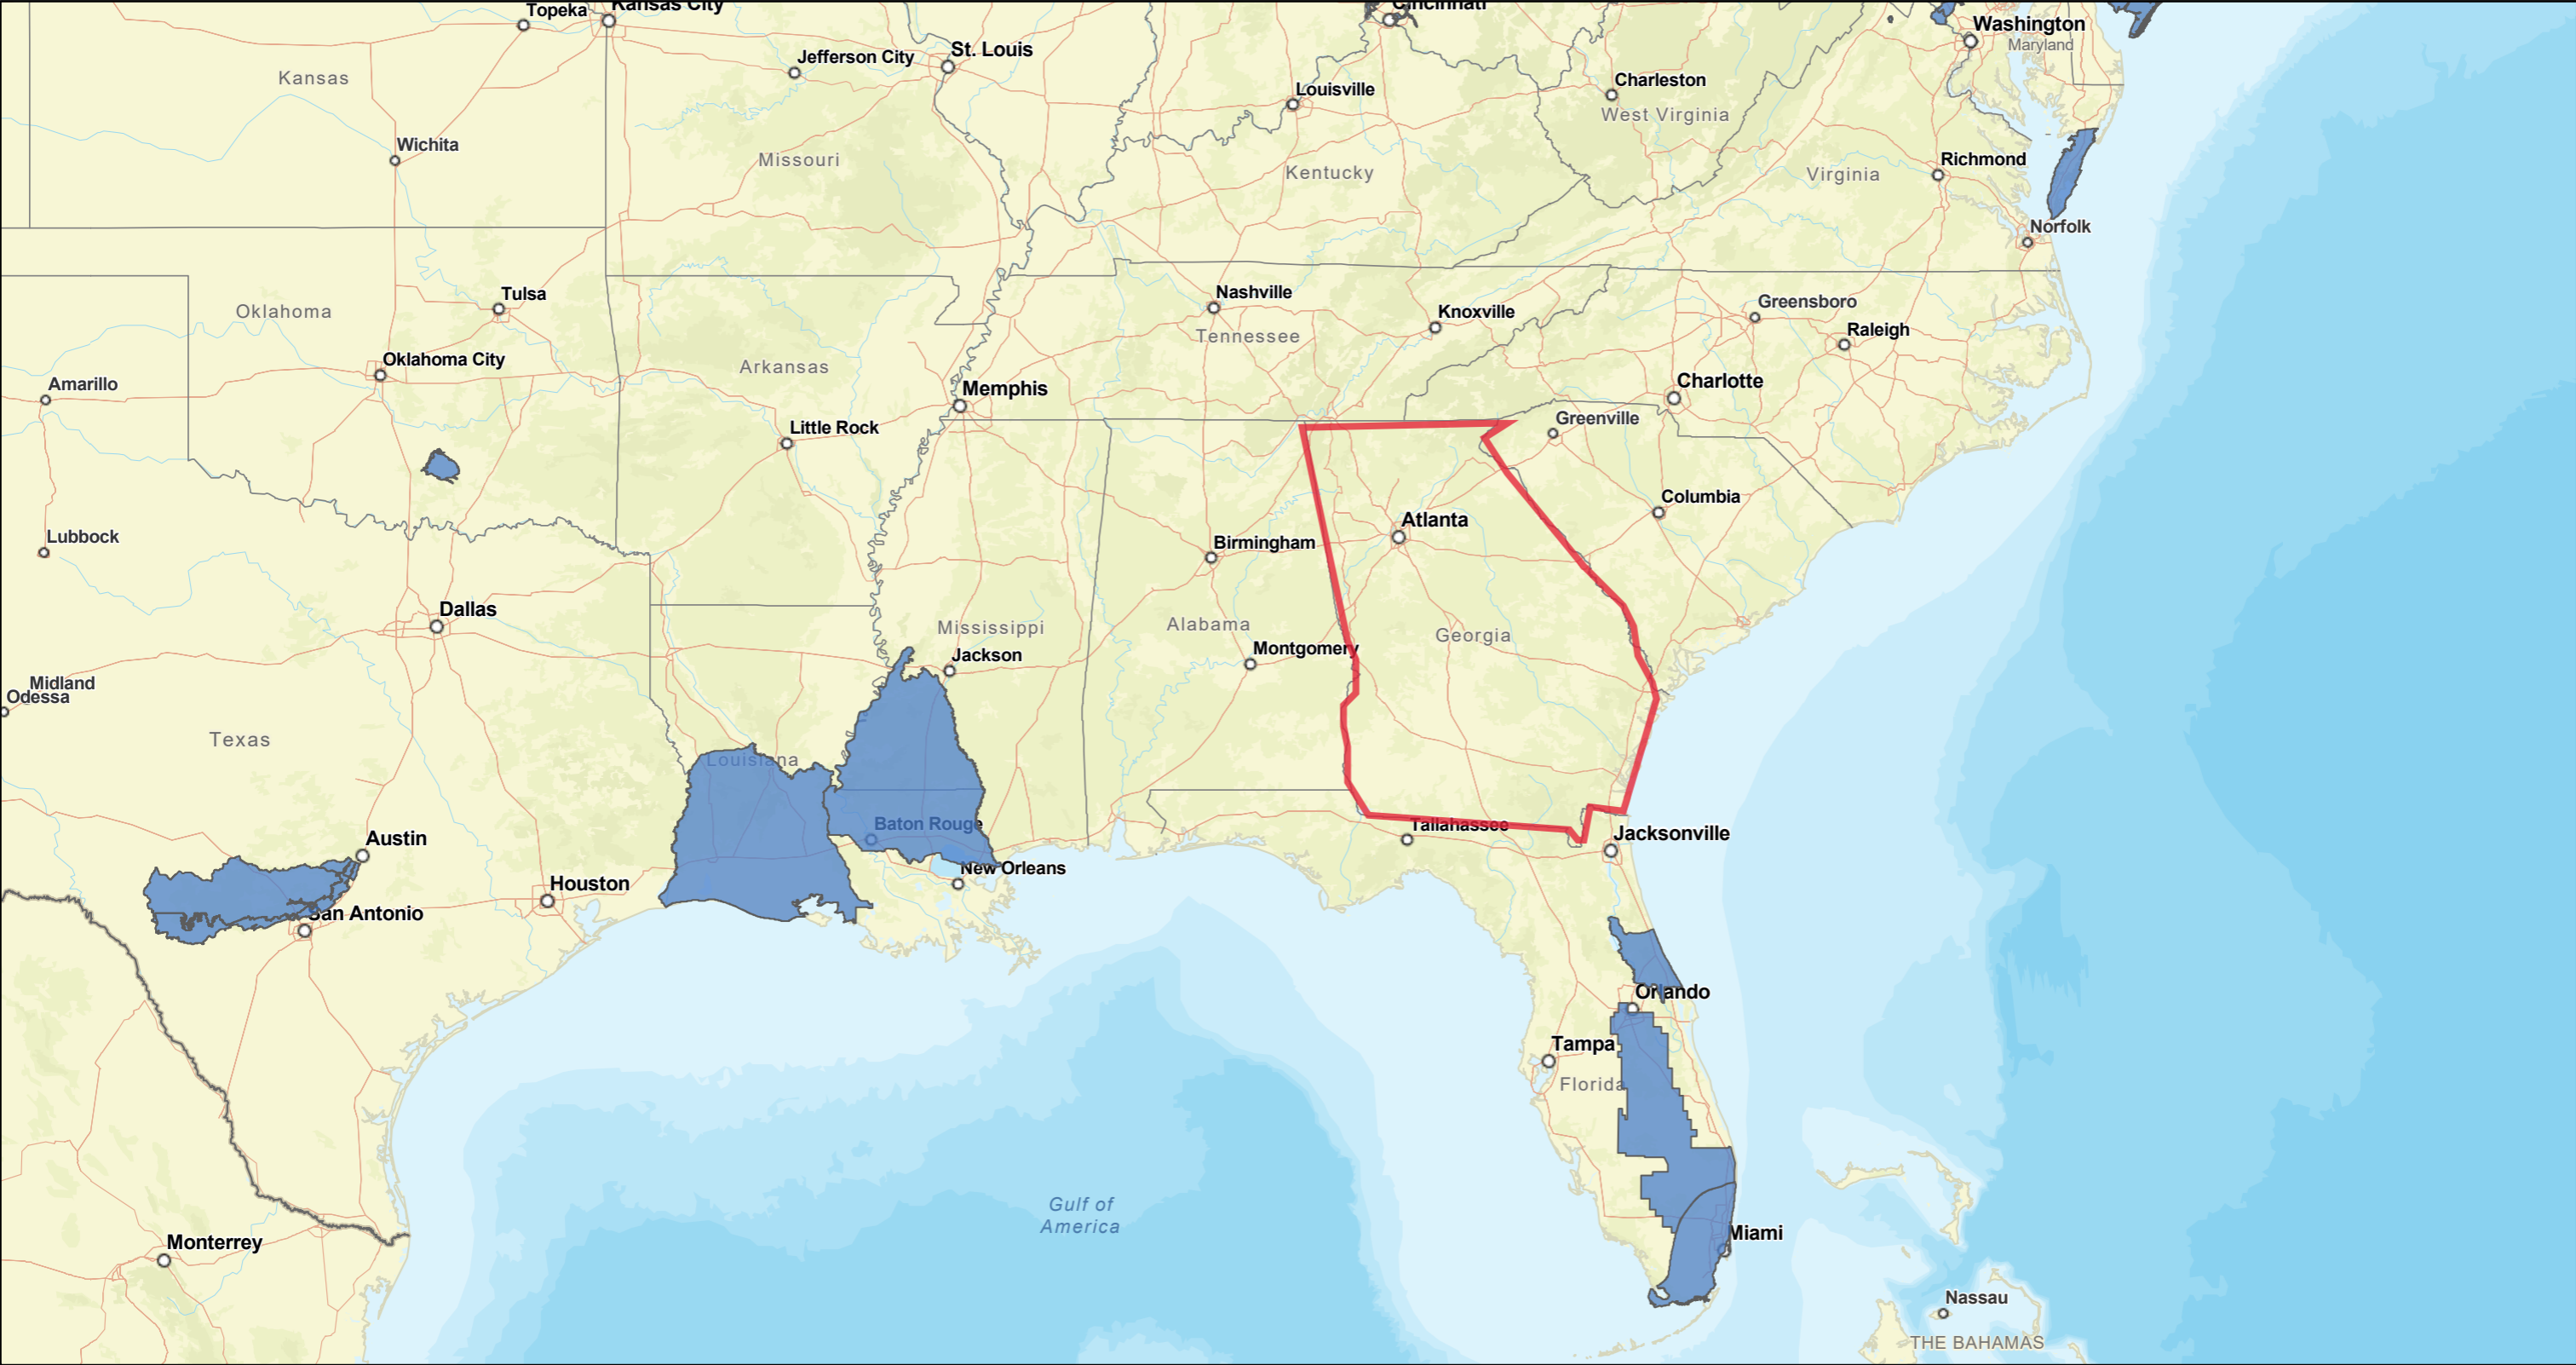 Topeka
Kansas City
Cincinnati
Washington
Maryland
Jefferson City
St. Louis
Kansas
Charleston
Louisville
West Virginia
Wichita
Missouri
Richmond
Kentucky
Virginia
Norfolk
Tulsa
Nashville
Greensboro
Oklahoma
Knoxville
Raleigh
Tennessee
Oklahoma City
Arkansas
Amarillo
Memphis
Charlotte
Little Rock
Greenville
Columbia
Atlanta
Lubbock
Birmingham
Dallas
Mississippi
Alabama
Georgia
Jackson
Montgomery
Midland
Odessa
Texas
Louisiana
Baton Rouge
Tallahassee
Jacksonville
Austin
New Orleans
Houston
San Antonio
Orlando
Tampa
Florida
Gulf of
America
Miami
Monterrey
Nassau
THE BAHAMAS